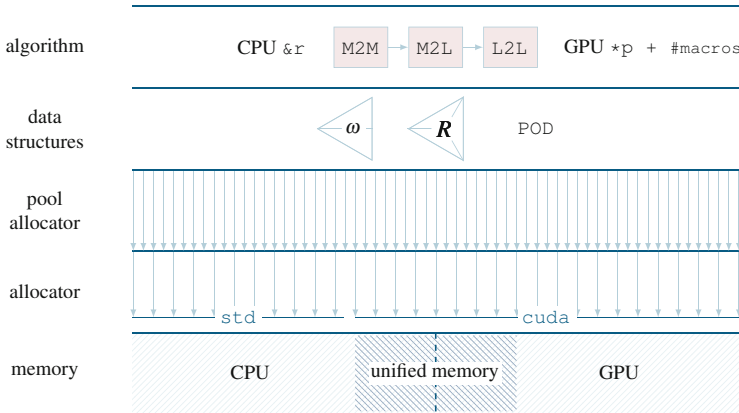 algorithm CPU &r M2M M2L L2L GPU *p + #macros
data structures ω R POD
pool allocator
allocator std cuda
memory CPU unified memory GPU